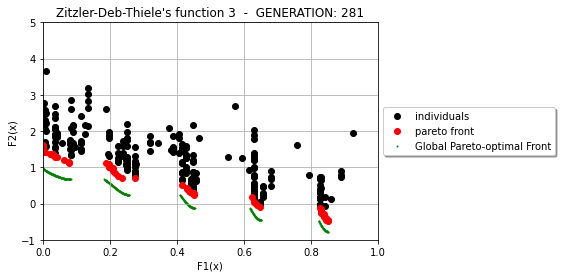 Zitzler-Deb-Thiele's function 3 - GENERATION: 281
5
4
3
2
1
0
−1
F2(x)
0.0 0.2 0.4 0.6 0.8 1.0
F1(x)
individuals
pareto front
Global Pareto-optimal Front